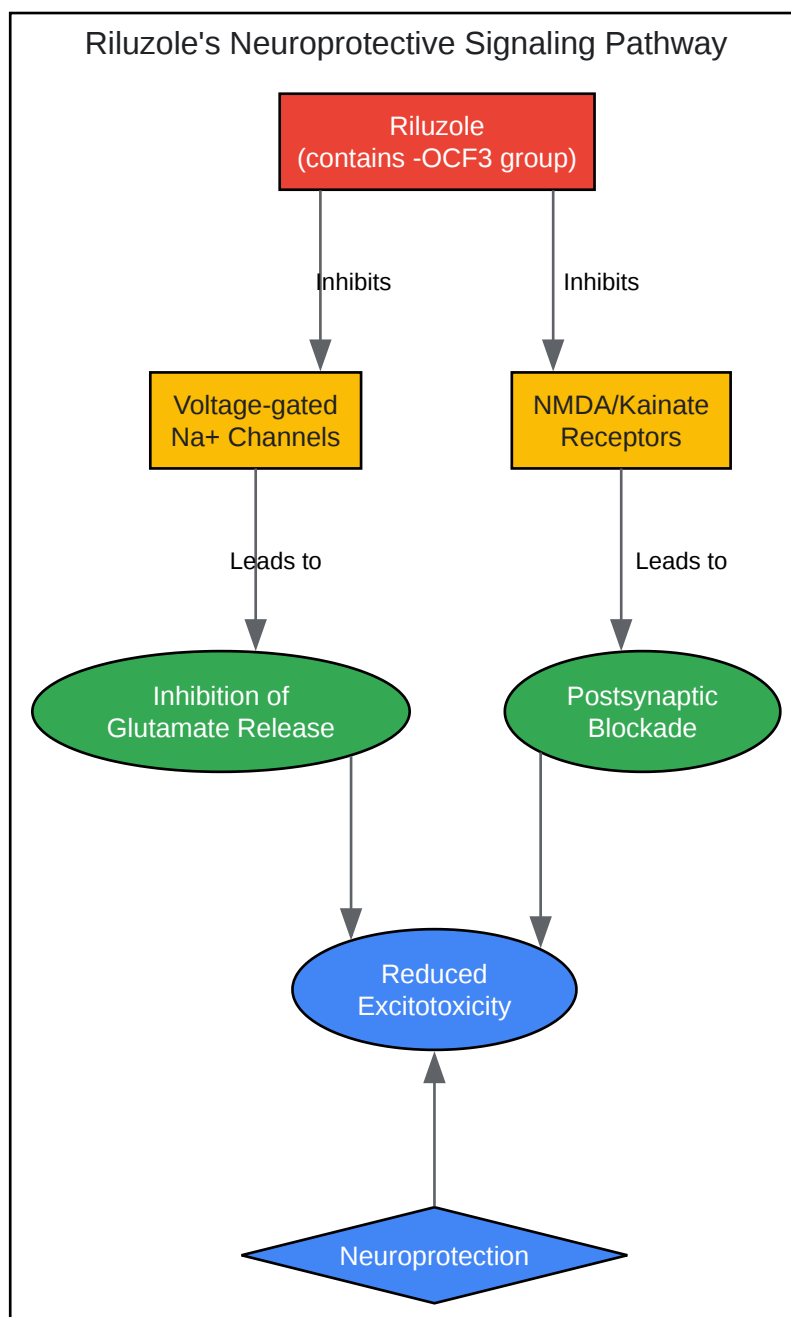 Riluzole's Neuroprotective Signaling Pathway
Riluzole
(contains -OCF3 group)
Inhibits
Inhibits
Voltage-gated
Na+ Channels
NMDA/Kainate
Receptors
Leads to
Leads to
Inhibition of
Glutamate Release
Postsynaptic
Blockade
Reduced
Excitotoxicity
Neuroprotection